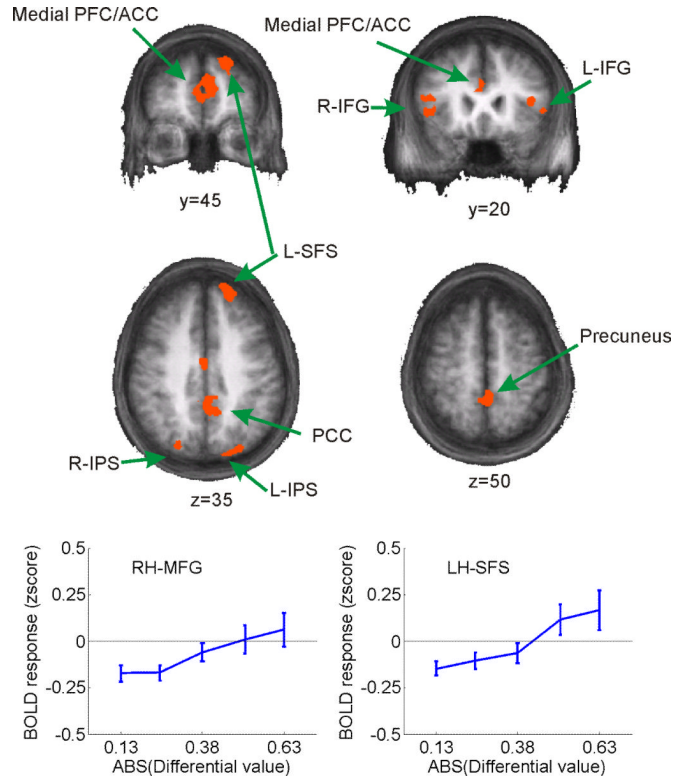 Medial PFC/ACC
Medial PFC/ACC
L-IFG
R-IFG
y=45
y=20
L-SFS
Precuneus
PCC
R-IPS
L-IPS
z=35
z=50
0.5
0.25
0
-0.25
-0.5
BOLD response (zscore)
RH-MFG
0.13
0.38
0.63
ABS(Differential value)
0.5
0.25
0
-0.25
-0.5
BOLD response (zscore)
LH-SFS
0.13
0.38
0.63
ABS(Differential value)